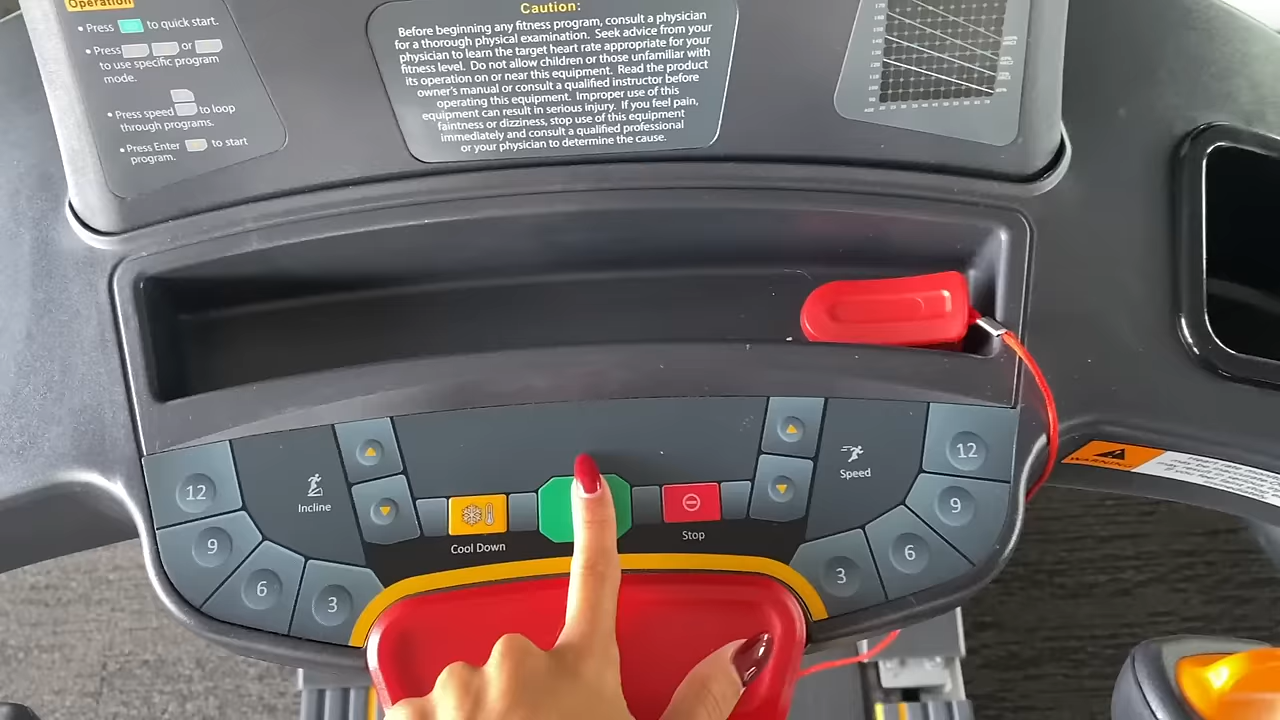 Operation
• Press to quick start.
• Press or
to use specific program
mode.
• Press speed to loop
through programs.
• Press Enter to start
program.
Caution:
Before beginning any fitness program, consult a physician
for a thorough physical examination. Seek advice from your
physician to learn the target heart rate appropriate for your
fitness level. Do not allow children or those unfamiliar with
its operation on or near this equipment. Read the product
owner's manual or consult a qualified instructor before
operating this equipment. Improper use of this
equipment can result in serious injury. If you feel pain,
faintness or dizziness, stop use of this equipment
immediately and consult a qualified professional
or your physician to determine the cause.
12
9
6
3
Incline
Cool Down
Stop
Speed
12
9
6
3
WARNING